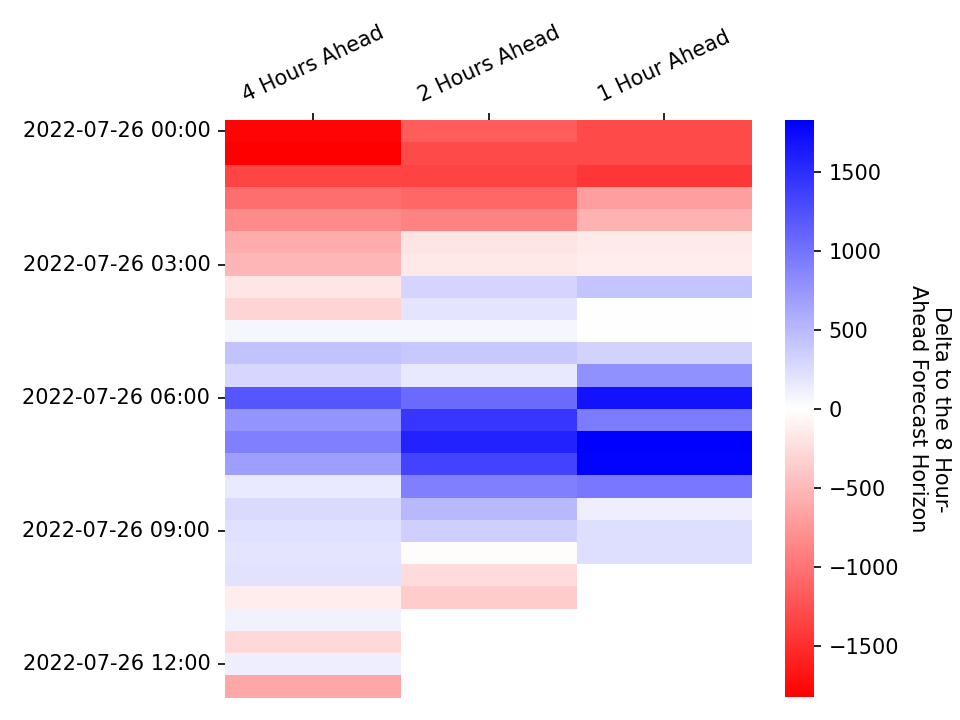 4 Hours Ahead
2 Hours Ahead
1 Hour Ahead
2022-07-26 00:00
2022-07-26 03:00
2022-07-26 06:00
2022-07-26 09:00
2022-07-26 12:00
1500
1000
500
0
−500
−1000
−1500
Delta to the 8 Hour-
Ahead Forecast Horizon